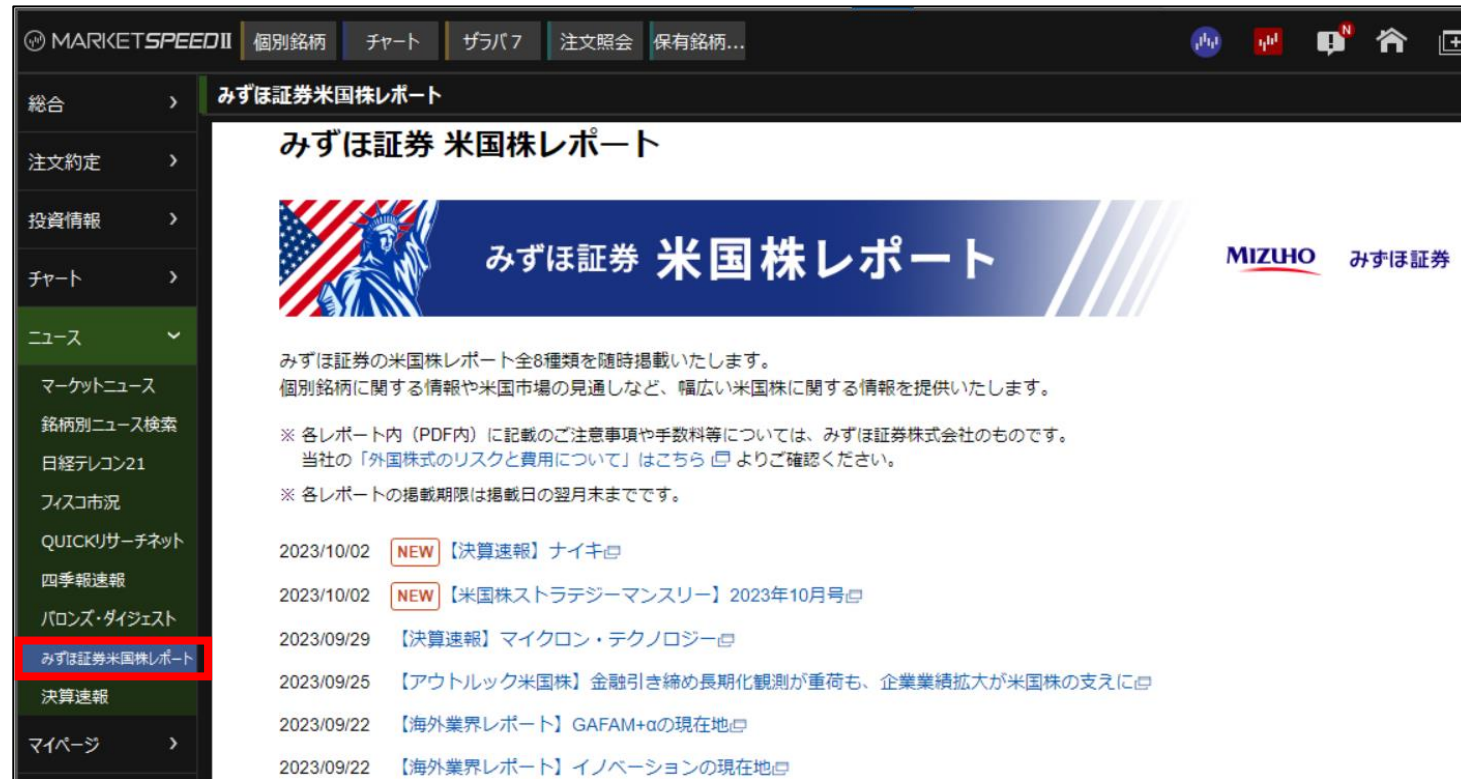 MARKETSPEEDII 個別銘柄 チャート ザラバ 7 注文照会 保有銘柄...
N
総合
注文約定
投資情報
チャート
ニュース
マーケットニュース
銘柄別ニュース検索
日経テレコン21
フィスコ市況
QUICKリサーチネット
四季報速報
バロンズ・ダイジェスト
みずほ証券米国株レポート
決算速報
マイページ
みずほ証券米国株レポート
みずほ証券 米国株レポート
みずほ証券 米国株レポート
MIZUHO みずほ証券
みずほ証券の米国株レポート全8種類を随時掲載いたします。
個別銘柄に関する情報や米国市場の見通しなど、幅広い米国株に関する情報を提供いたします。
※ 各レポート内（PDF内）に記載のご注意事項や手数料等については、みずほ証券株式会社のものです。
当社の「外国株式のリスクと費用について」はこちら よりご確認ください。
※ 各レポートの掲載期限は掲載日の翌月末までです。
2023/10/02 NEW 【決算速報】ナイキ
2023/10/02 NEW 【米国株ストラテジーマンスリー】2023年10月号
2023/09/29 【決算速報】マイクロン・テクノロジー
2023/09/25 【アウトルック米国株】金融引き締め長期化観測が重荷も、企業業績拡大が米国株の支えに
2023/09/22 【海外業界レポート】GAFAM+αの現在地
2023/09/22 【海外業界レポート】イノベーションの現在地